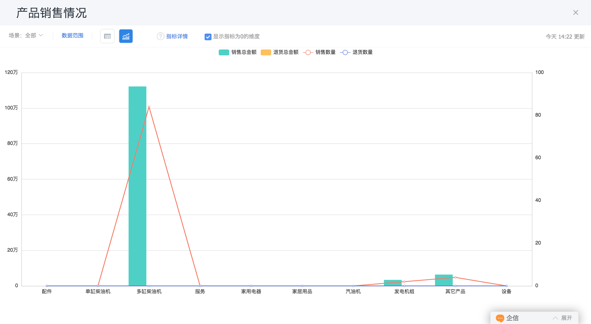 产品销售情况
场景: 全部 数据范围 指标详情 显示指标为0的维度 今天 14:22 更新
销售总金额 退货总金额 销售数量 退货数量
120万 100
100万 80
80万 60
60万
40万 40
20万 20
0 0
配件 单缸柴油机 多缸柴油机 服务 家用电器 家居用品 汽油机 发电机组 其它产品 设备
企信 展开